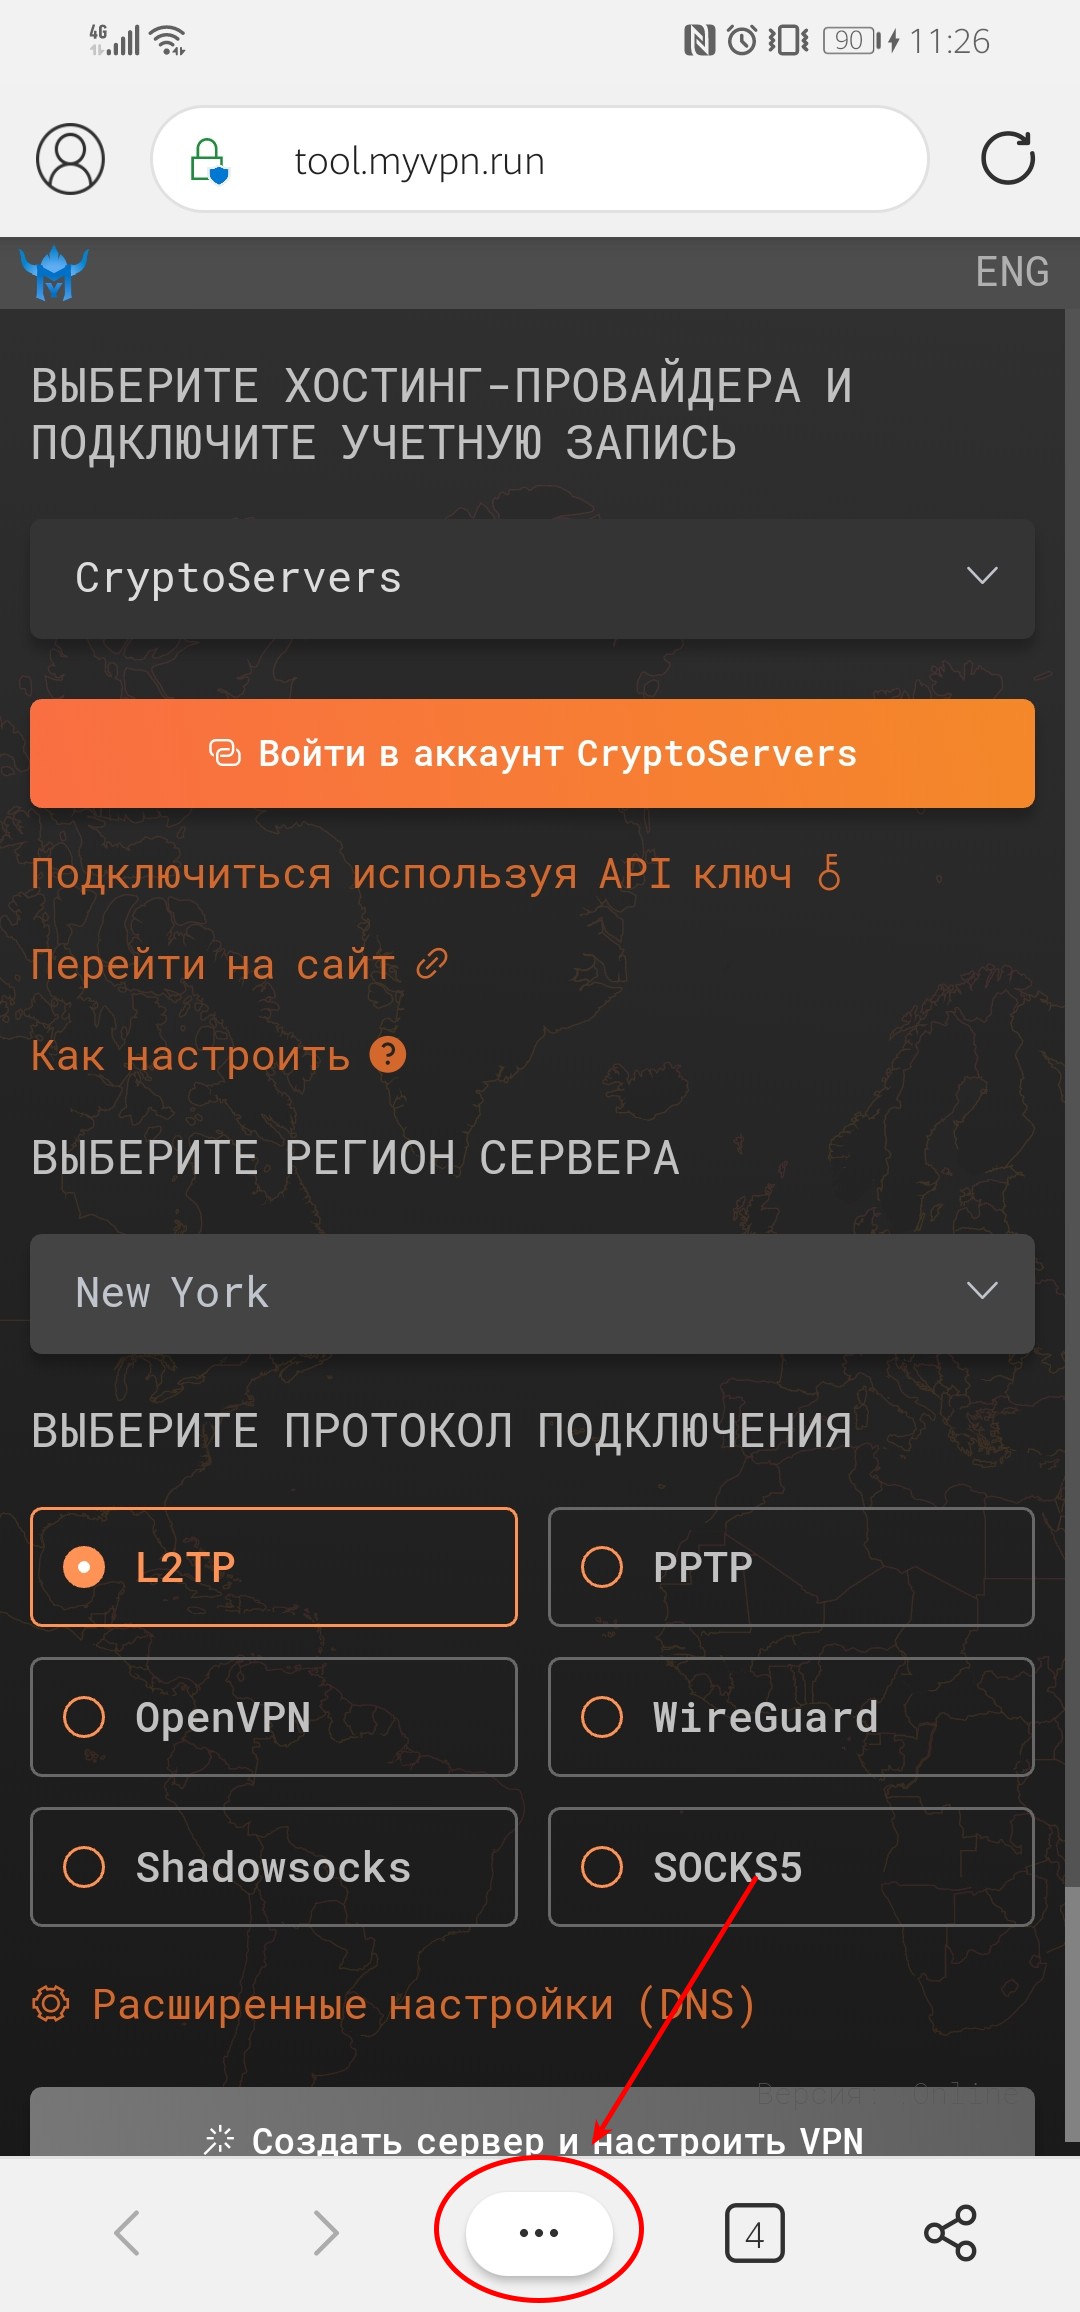 4G
90
11:26
tool.myvpn.run
ENG
ВЫБЕРИТЕ ХОСТИНГ-ПРОВАЙДЕРА И
ПОДКЛЮЧИТЕ УЧЕТНУЮ ЗАПИСЬ
CryptoServers
Войти в аккаунт CryptoServers
Подключиться используя API ключ
Перейти на сайт
Как настроить
ВЫБЕРИТЕ РЕГИОН СЕРВЕРА
New York
ВЫБЕРИТЕ ПРОТОКОЛ ПОДКЛЮЧЕНИЯ
L2TP
PPTP
OpenVPN
WireGuard
Shadowsocks
SOCKS5
Расширенные настройки (DNS)
Версия .Online
Создать сервер и настроить VPN
4